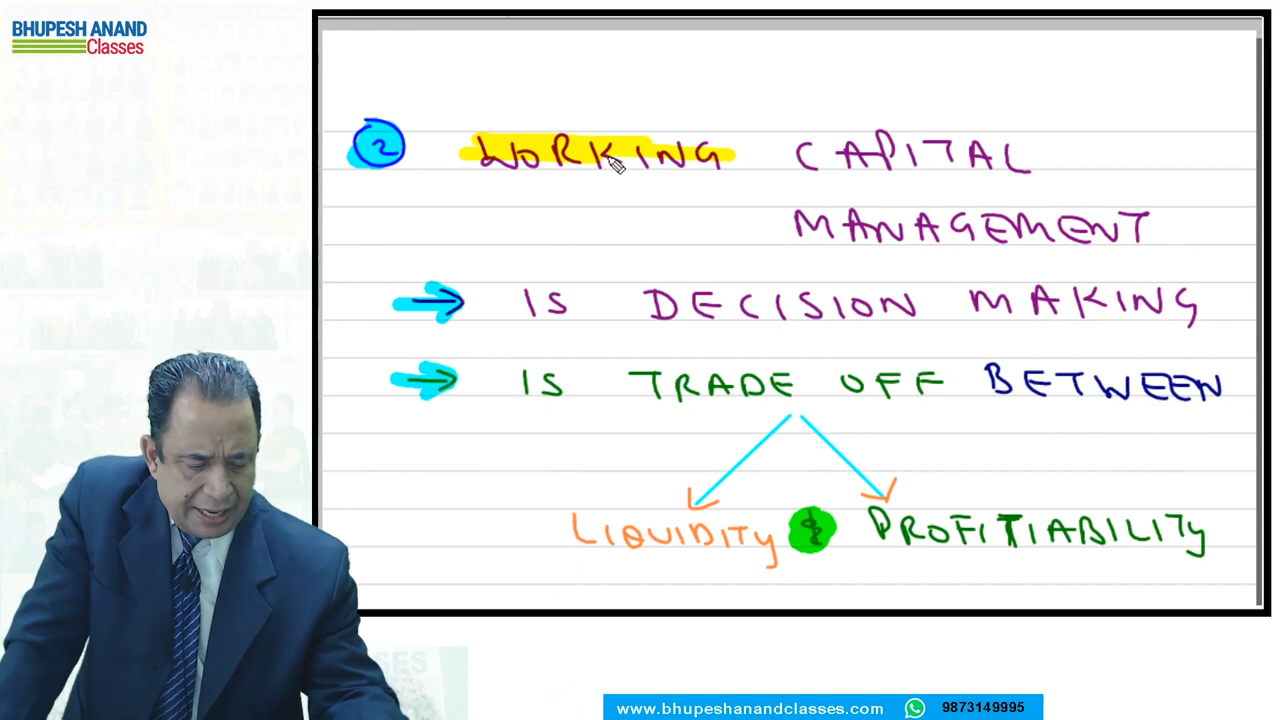 BHUPESH ANAND
Classes
2 WORKING CAPITAL
MANAGEMENT
→ IS DECISION MAKING
→ IS TRADE OFF BETWEEN
LIQUIDITY & PROFITIABILITY
www.bhupeshanandclasses.com 9873149995